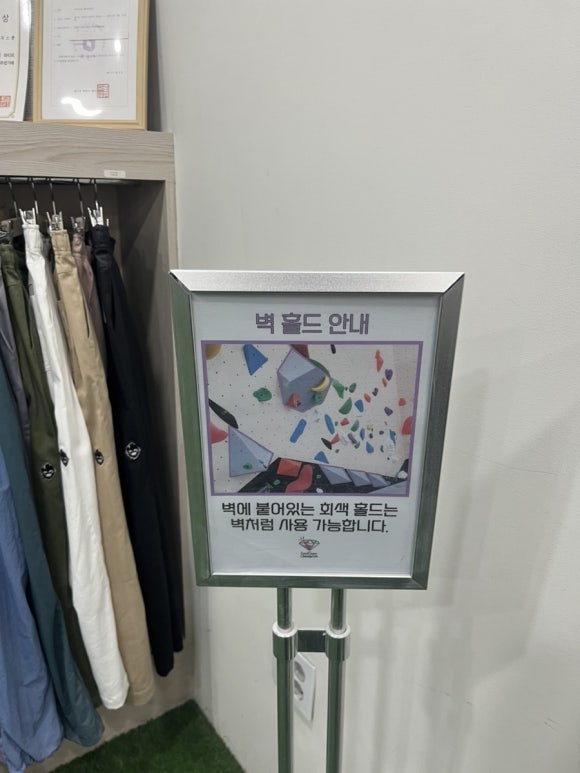 상
벽 홀드 안내
벽에 붙어있는 회색 홀드는
벽처럼 사용 가능합니다.